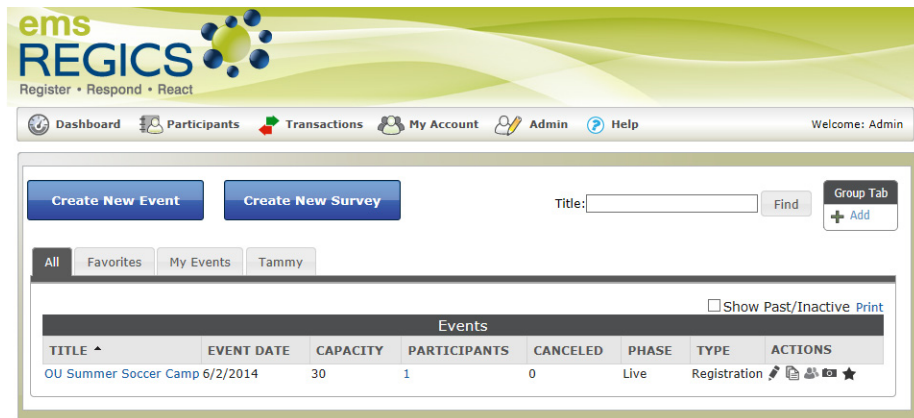 ems
REGICS
Register • Respond • React
Dashboard Participants Transactions My Account Admin ? Help Welcome: Admin
Create New Event Create New Survey Title: Find Group Tab
Add
All Favorites My Events Tammy
Show Past/Inactive Print
Events
TITLE EVENT DATE CAPACITY PARTICIPANTS CANCELED PHASE TYPE ACTIONS
OU Summer Soccer Camp 6/2/2014 30 1 0 Live Registration